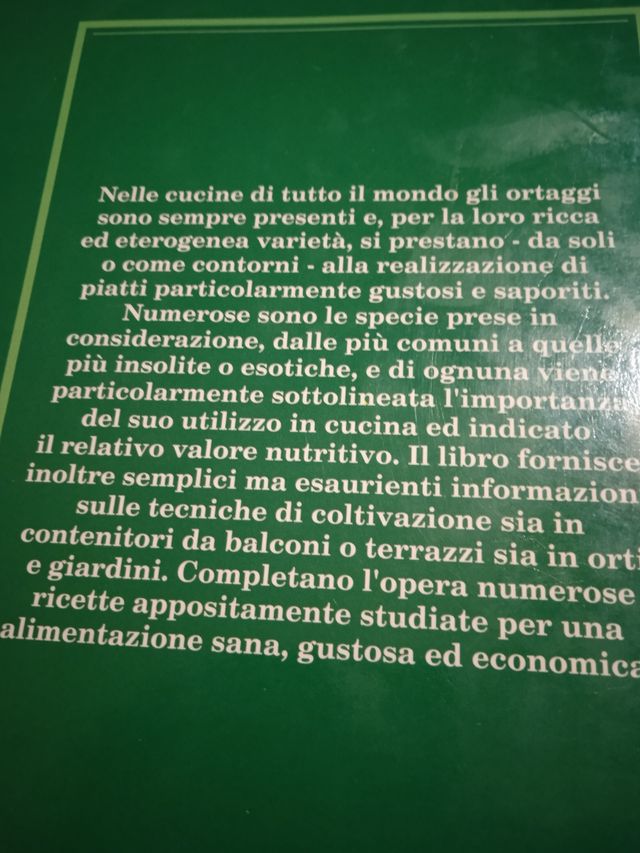 Nelle cucine di tutto il mondo gli ortaggi
sono sempre presenti e, per la loro ricca
ed eterogenea varietà, si prestano - da soli
o come contorni - alla realizzazione di
piatti particolarmente gustosi e saporiti.
Numerose sono le specie prese in
considerazione, dalle più comuni a quelle
più insolite o esotiche, e di ognuna viene
particolarmente sottolineata l'importanza
del suo utilizzo in cucina ed indicato
il relativo valore nutritivo. Il libro fornisce
inoltre semplici ma esaurienti informazion
sulle tecniche di coltivazione sia in
contenitori da balconi o terrazzi sia in orti
e giardini. Completano l'opera numerose
ricette appositamente studiate per una
alimentazione sana, gustosa ed economica